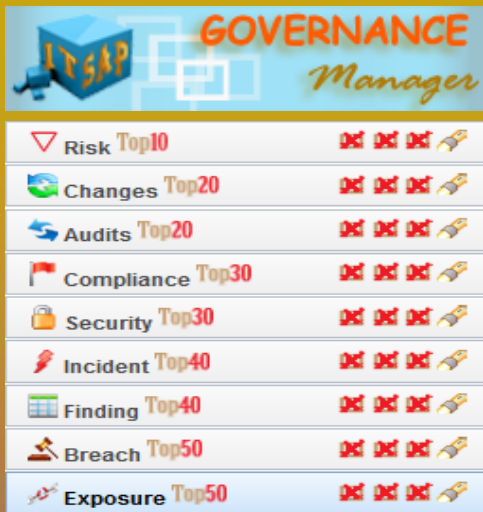 ITSAP
GOVERNANCE
Manager
Risk Top10
Changes Top20
Audits Top20
Compliance Top30
Security Top30
Incident Top40
Finding Top40
Breach Top50
Exposure Top50